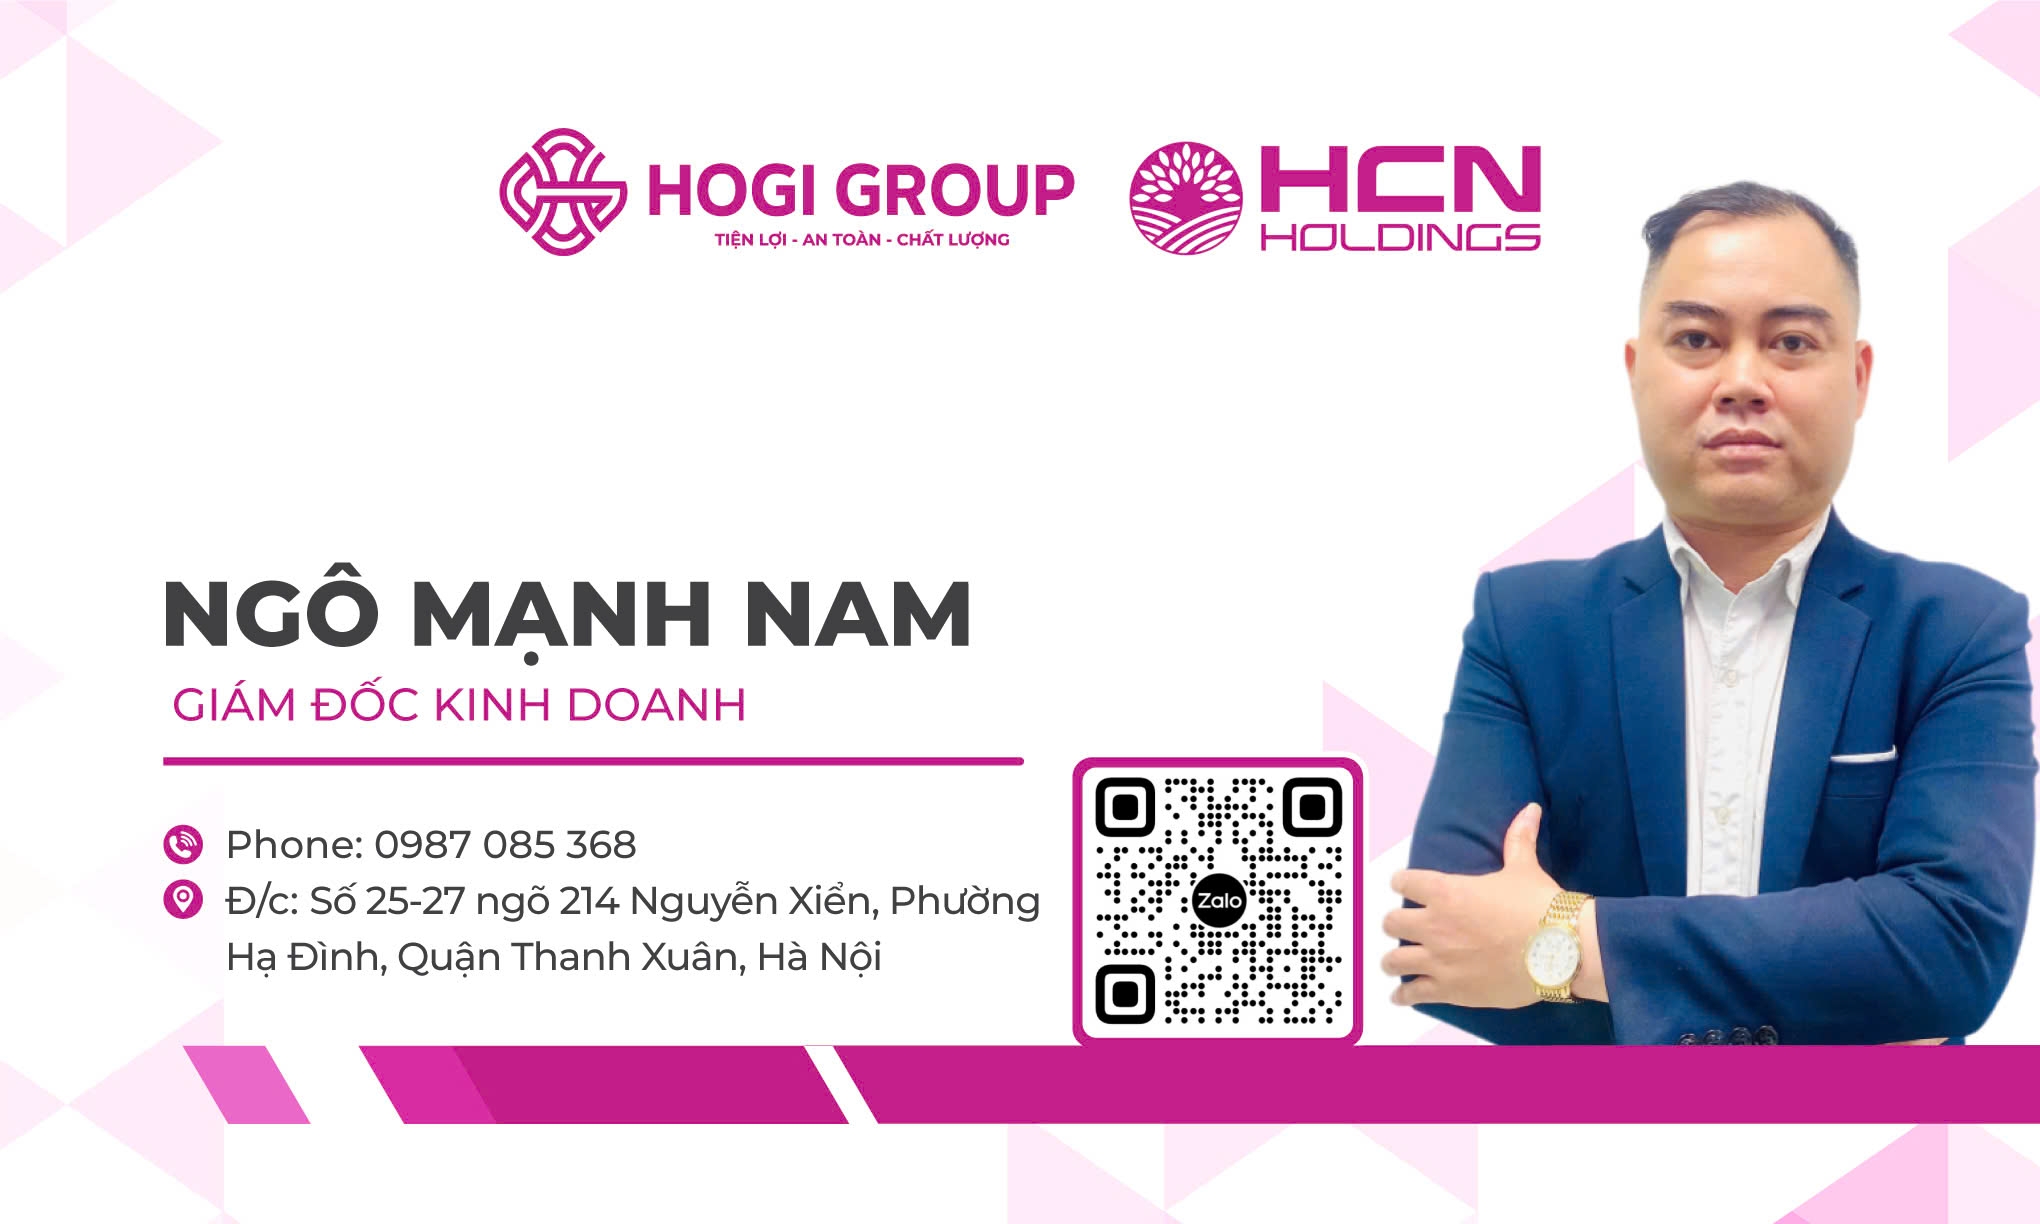 HOGI GROUP
TIỆN LỢI - AN TOÀN - CHẤT LƯỢNG
HCN
HOLDINGS
NGÔ MẠNH NAM
GIÁM ĐỐC KINH DOANH
Phone: 0987 085 368
Đ/c: Số 25-27 ngõ 214 Nguyễn Xiển, Phường
Hạ Đình, Quận Thanh Xuân, Hà Nội
Zalo